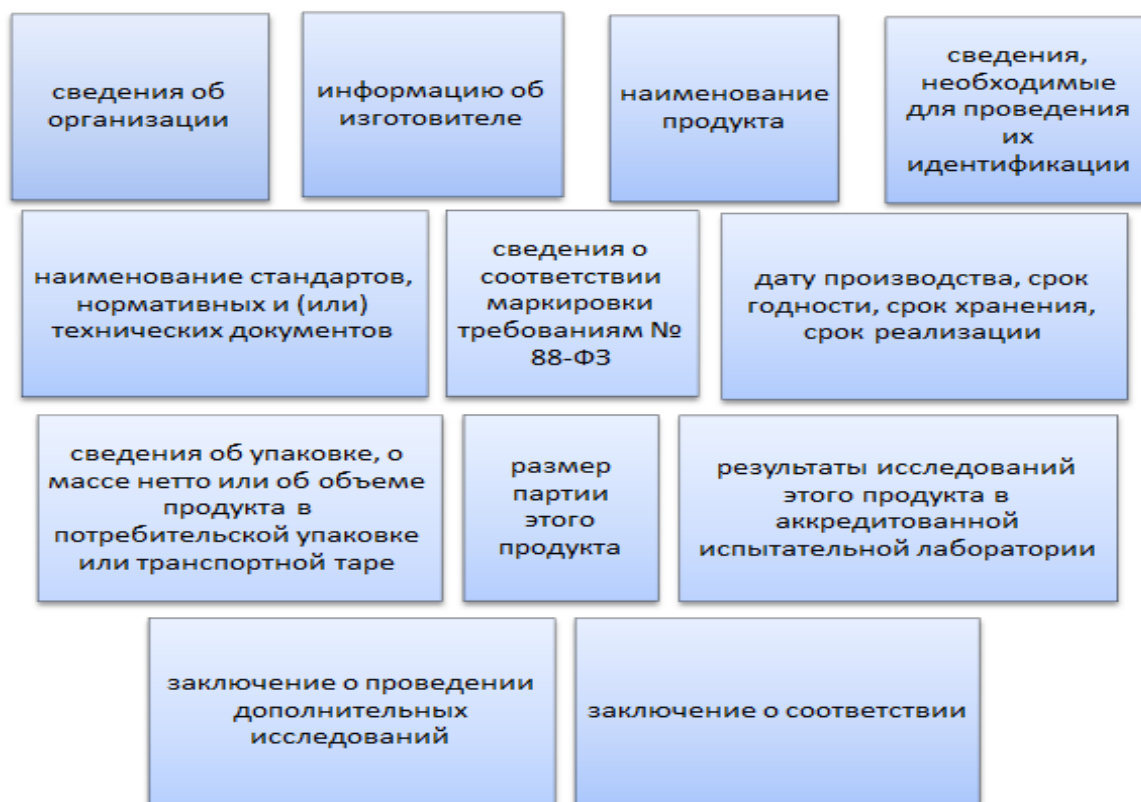 сведения об
организации
информацию об
изготовителе
наименование
продукта
сведения,
необходимые
для проведения
их
идентификации
наименование стандартов,
нормативных и (или)
технических документов
сведения о
соответствии
маркировки
требованиям №
88-ФЗ
дату производства, срок
годности, срок хранения,
срок реализации
сведения об упаковке, о
массе нетто или об объеме
продукта в
потребительской упаковке
или транспортной таре
размер
партии
этого
продукта
результаты исследований
этого продукта в
аккредитованной
испытательной лаборатории
заключение о проведении
дополнительных
исследований
заключение о соответствии